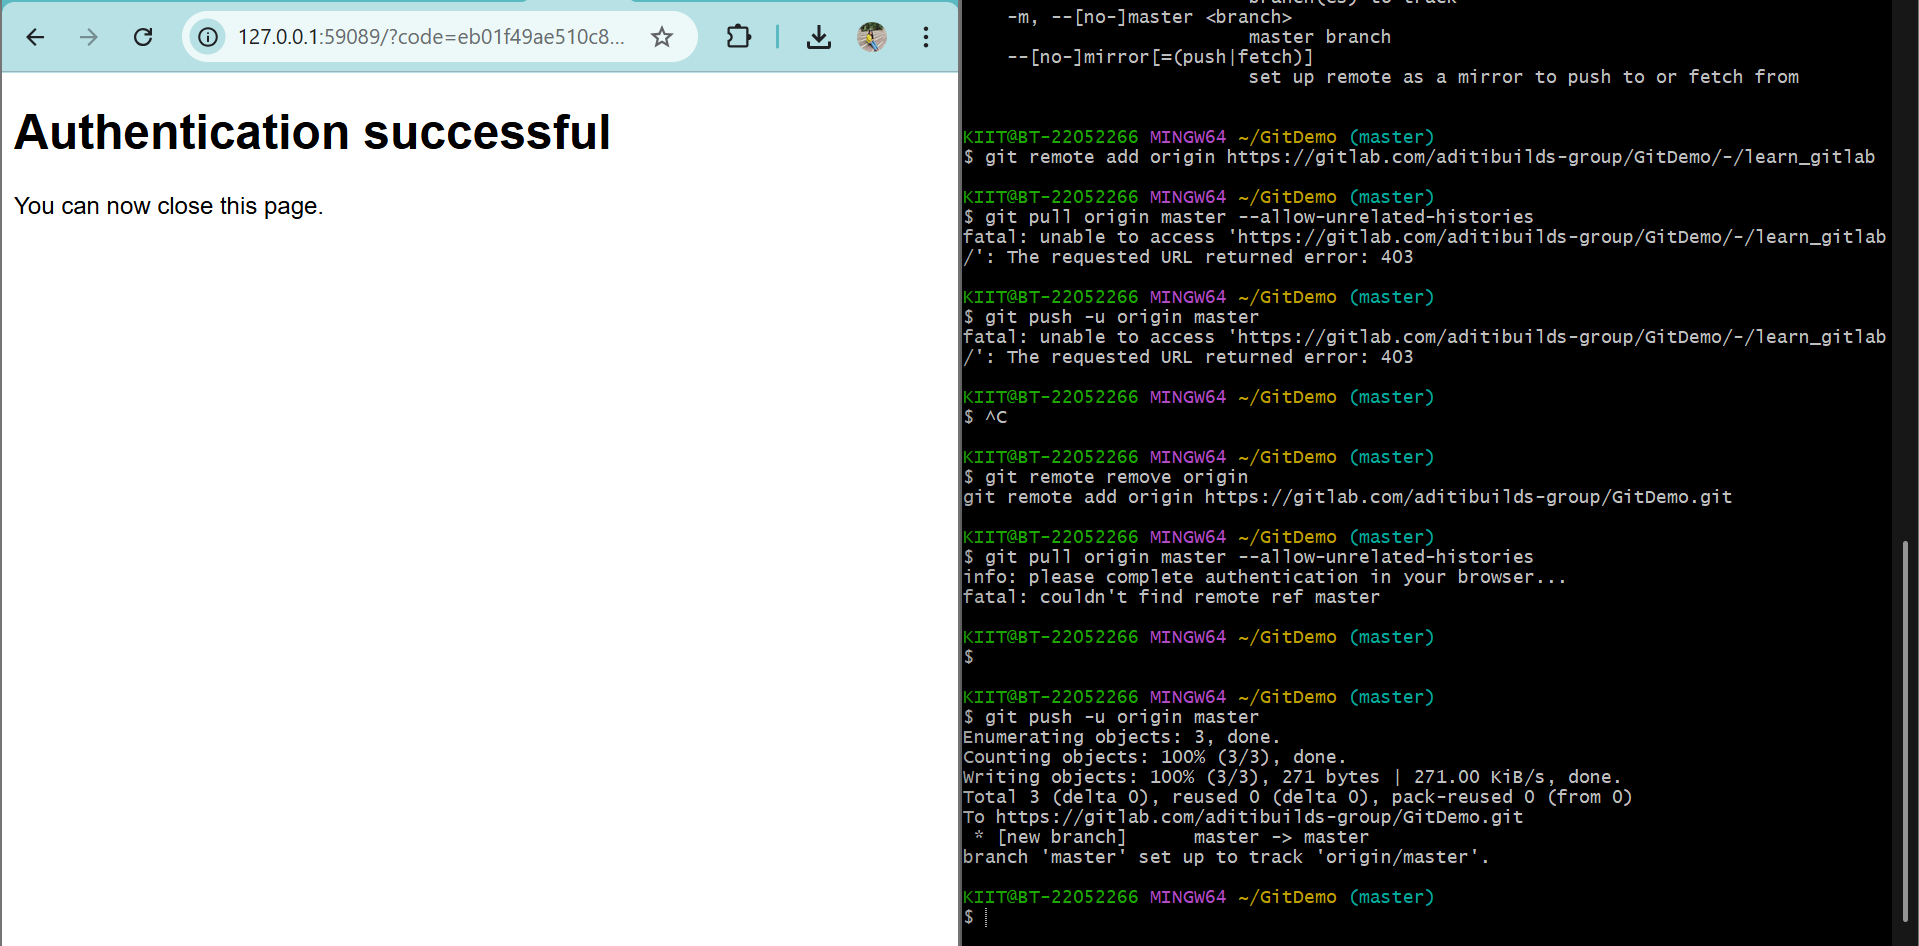 127.0.0.1:59089/?code=eb01f49ae510c8...
Authentication successful
You can now close this page.
branch(es) to track
-m, --[no-]master <branch>
master branch
--[no-]mirror[=(push|fetch)]
set up remote as a mirror to push to or fetch from
KIIT@BT-22052266 MINGW64 ~/GitDemo (master)
$ git remote add origin https://gitlab.com/aditibuilds-group/GitDemo/-/learn_gitlab
KIIT@BT-22052266 MINGW64 ~/GitDemo (master)
$ git pull origin master --allow-unrelated-histories
fatal: unable to access 'https://gitlab.com/aditibuilds-group/GitDemo/-/learn_gitlab
/': The requested URL returned error: 403
KIIT@BT-22052266 MINGW64 ~/GitDemo (master)
$ git push -u origin master
fatal: unable to access 'https://gitlab.com/aditibuilds-group/GitDemo/-/learn_gitlab
/': The requested URL returned error: 403
KIIT@BT-22052266 MINGW64 ~/GitDemo (master)
$ ^C
KIIT@BT-22052266 MINGW64 ~/GitDemo (master)
$ git remote remove origin
git remote add origin https://gitlab.com/aditibuilds-group/GitDemo.git
KIIT@BT-22052266 MINGW64 ~/GitDemo (master)
$ git pull origin master --allow-unrelated-histories
info: please complete authentication in your browser...
fatal: couldn't find remote ref master
KIIT@BT-22052266 MINGW64 ~/GitDemo (master)
$
KIIT@BT-22052266 MINGW64 ~/GitDemo (master)
$ git push -u origin master
Enumerating objects: 3, done.
Counting objects: 100% (3/3), done.
Writing objects: 100% (3/3), 271 bytes | 271.00 KiB/s, done.
Total 3 (delta 0), reused 0 (delta 0), pack-reused 0 (from 0)
To https://gitlab.com/aditibuilds-group/GitDemo.git
* [new branch] master -> master
branch 'master' set up to track 'origin/master'.
KIIT@BT-22052266 MINGW64 ~/GitDemo (master)
$